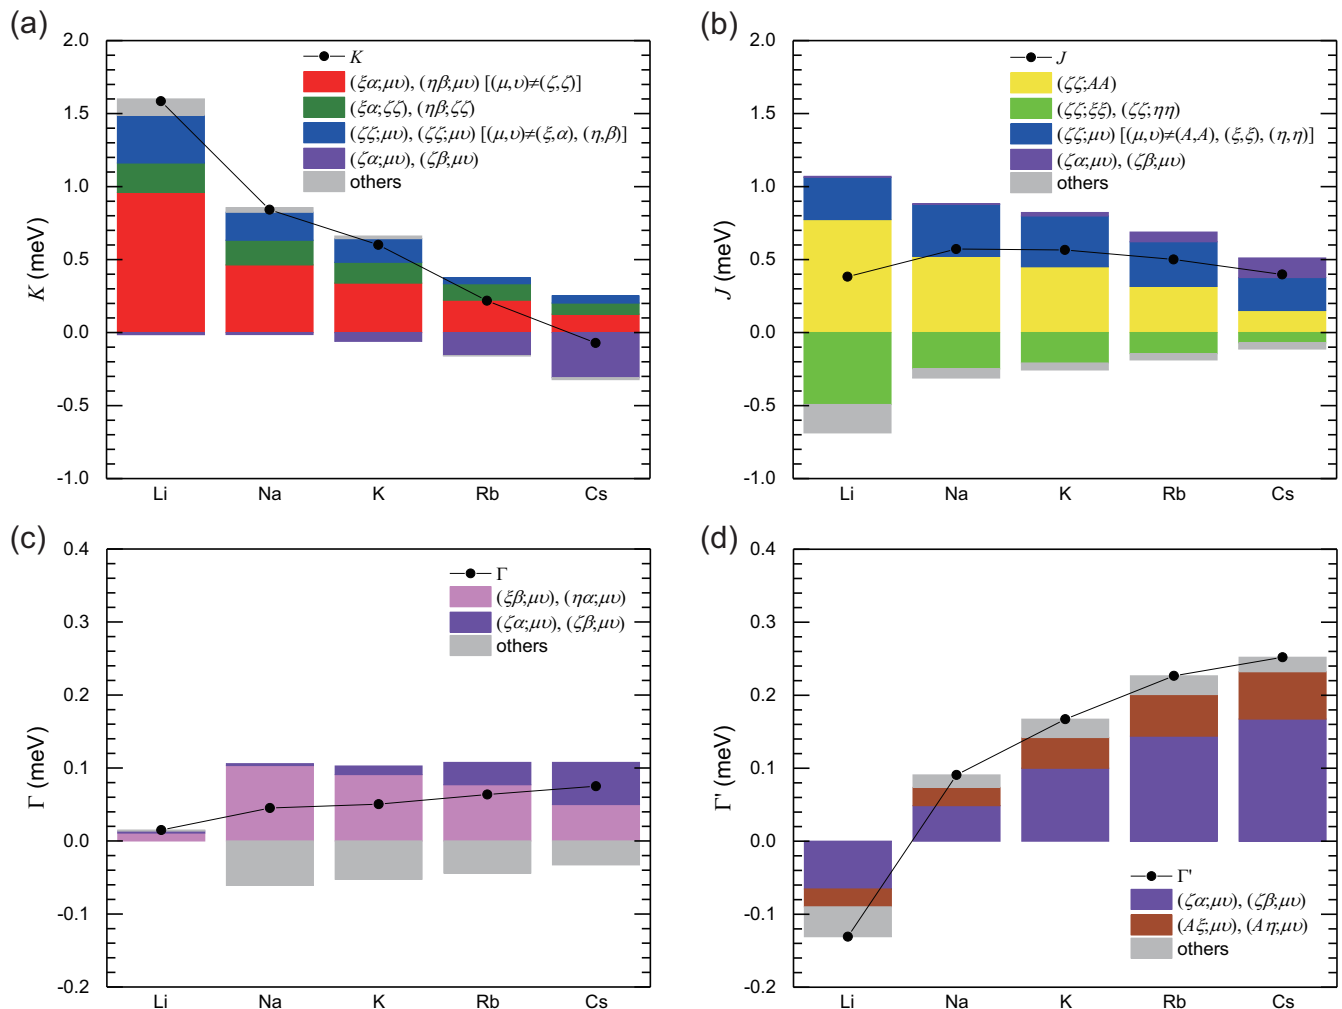 (a)
K
(ξα;μυ), (ηβ;μυ) [(μ,υ)≠(ζ,ζ)]
(ξα;ζζ), (ηβ;ζζ)
(ζζ;μυ), (ζζ;μυ) [(μ,υ)≠(ξ,α), (η,β)]
(ζα;μυ), (ζβ;μυ)
others
K (meV)
2.0
1.5
1.0
0.5
0.0
-0.5
-1.0
Li Na K Rb Cs
(b)
J
(ζζ;AA)
(ζζ;ξξ), (ζζ;ηη)
(ζζ;μυ) [(μ,υ)≠(A,A), (ξ,ξ), (η,η)]
(ζα;μυ), (ζβ;μυ)
others
J (meV)
2.0
1.5
1.0
0.5
0.0
-0.5
-1.0
Li Na K Rb Cs
(c)
Γ
(ξβ;μυ), (ηα;μυ)
(ζα;μυ), (ζβ;μυ)
others
Γ (meV)
0.4
0.3
0.2
0.1
0.0
-0.1
-0.2
Li Na K Rb Cs
(d)
Γ'
(ζα;μυ), (ζβ;μυ)
(Aξ;μυ), (Aη;μυ)
others
Γ' (meV)
0.4
0.3
0.2
0.1
0.0
-0.1
-0.2
Li Na K Rb Cs